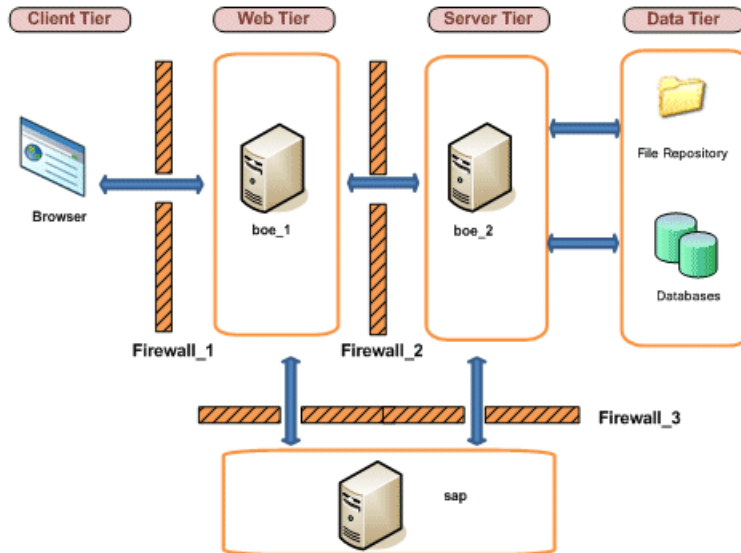 Client Tier
Web Tier
Server Tier
Data Tier
File Repository
Browser
boe_1
boe_2
Databases
Firewall_1
Firewall_2
Firewall_3
sap